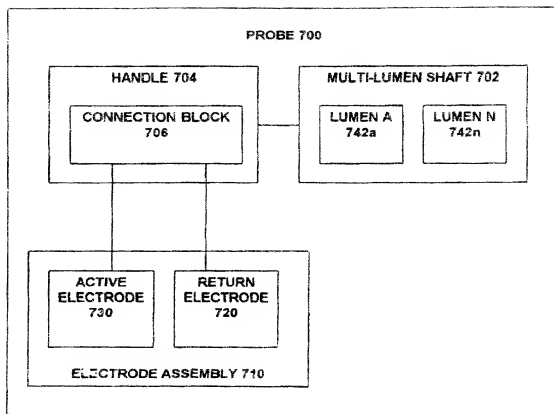 PROBE 700
HANDLE 704
MULTI-LUMEN SHAFT 702
CONNECTION BLOCK
706
LUMEN A
742a
LUMEN N
742n
ACTIVE
ELECTRODE
730
RETURN
ELECTRODE
720
ELECTRODE ASSEMBLY 710